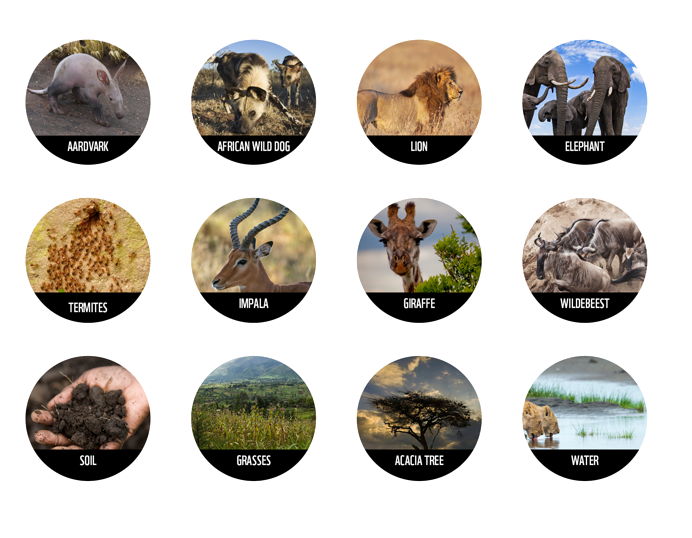 AARDVARK
AFRICAN WILD DOG
LION
ELEPHANT
TERMITES
IMPALA
GIRAFFE
WILDEBEEST
SOIL
GRASSES
ACACIA TREE
WATER